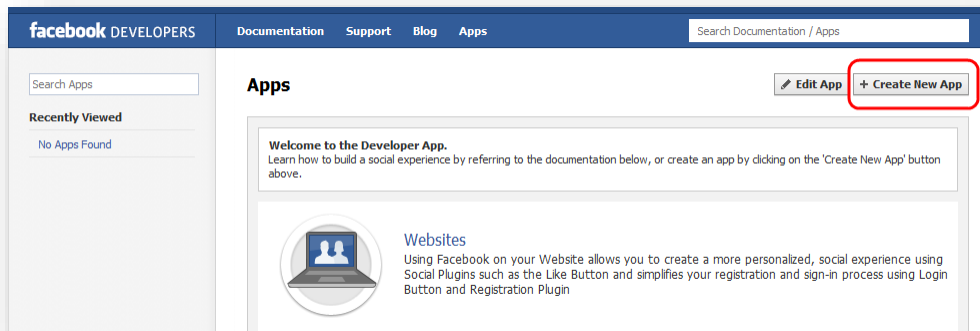 facebook DEVELOPERS
Documentation Support Blog Apps
Search Documentation / Apps
Search Apps
Recently Viewed
No Apps Found
Apps
Edit App
+ Create New App
Welcome to the Developer App.
Learn how to build a social experience by referring to the documentation below, or create an app by clicking on the 'Create New App' button
above.
Websites
Using Facebook on your Website allows you to create a more personalized, social experience using
Social Plugins such as the Like Button and simplifies your registration and sign-in process using Login
Button and Registration Plugin